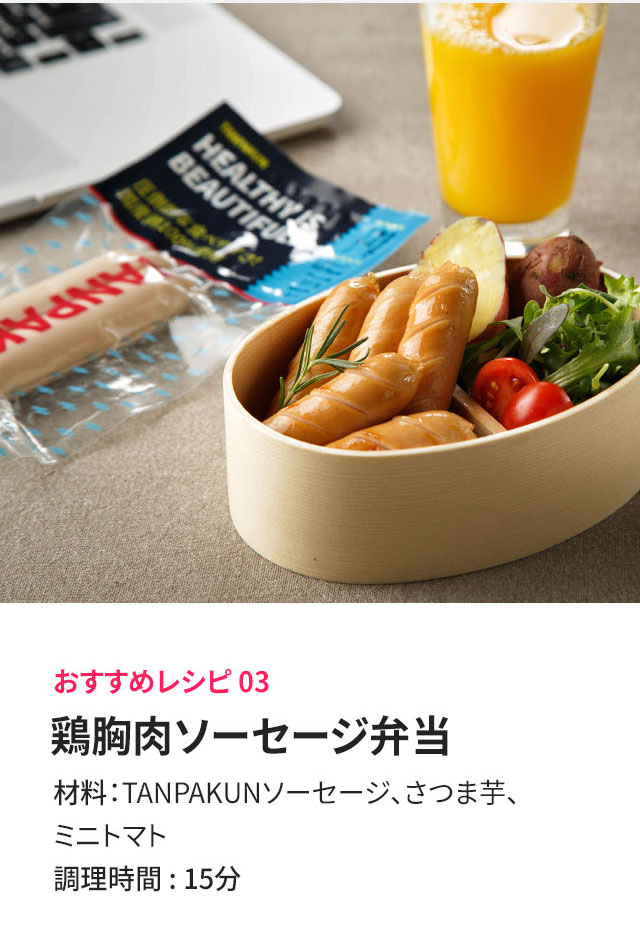 TANPAKUN
HEALTHY IS
BEAUTIFUL
TANPAK
おすすめレシピ 03
鶏胸肉ソーセージ弁当
材料：TANPAKUNソーセージ、さつま芋、
ミニトマト
調理時間 : 15分